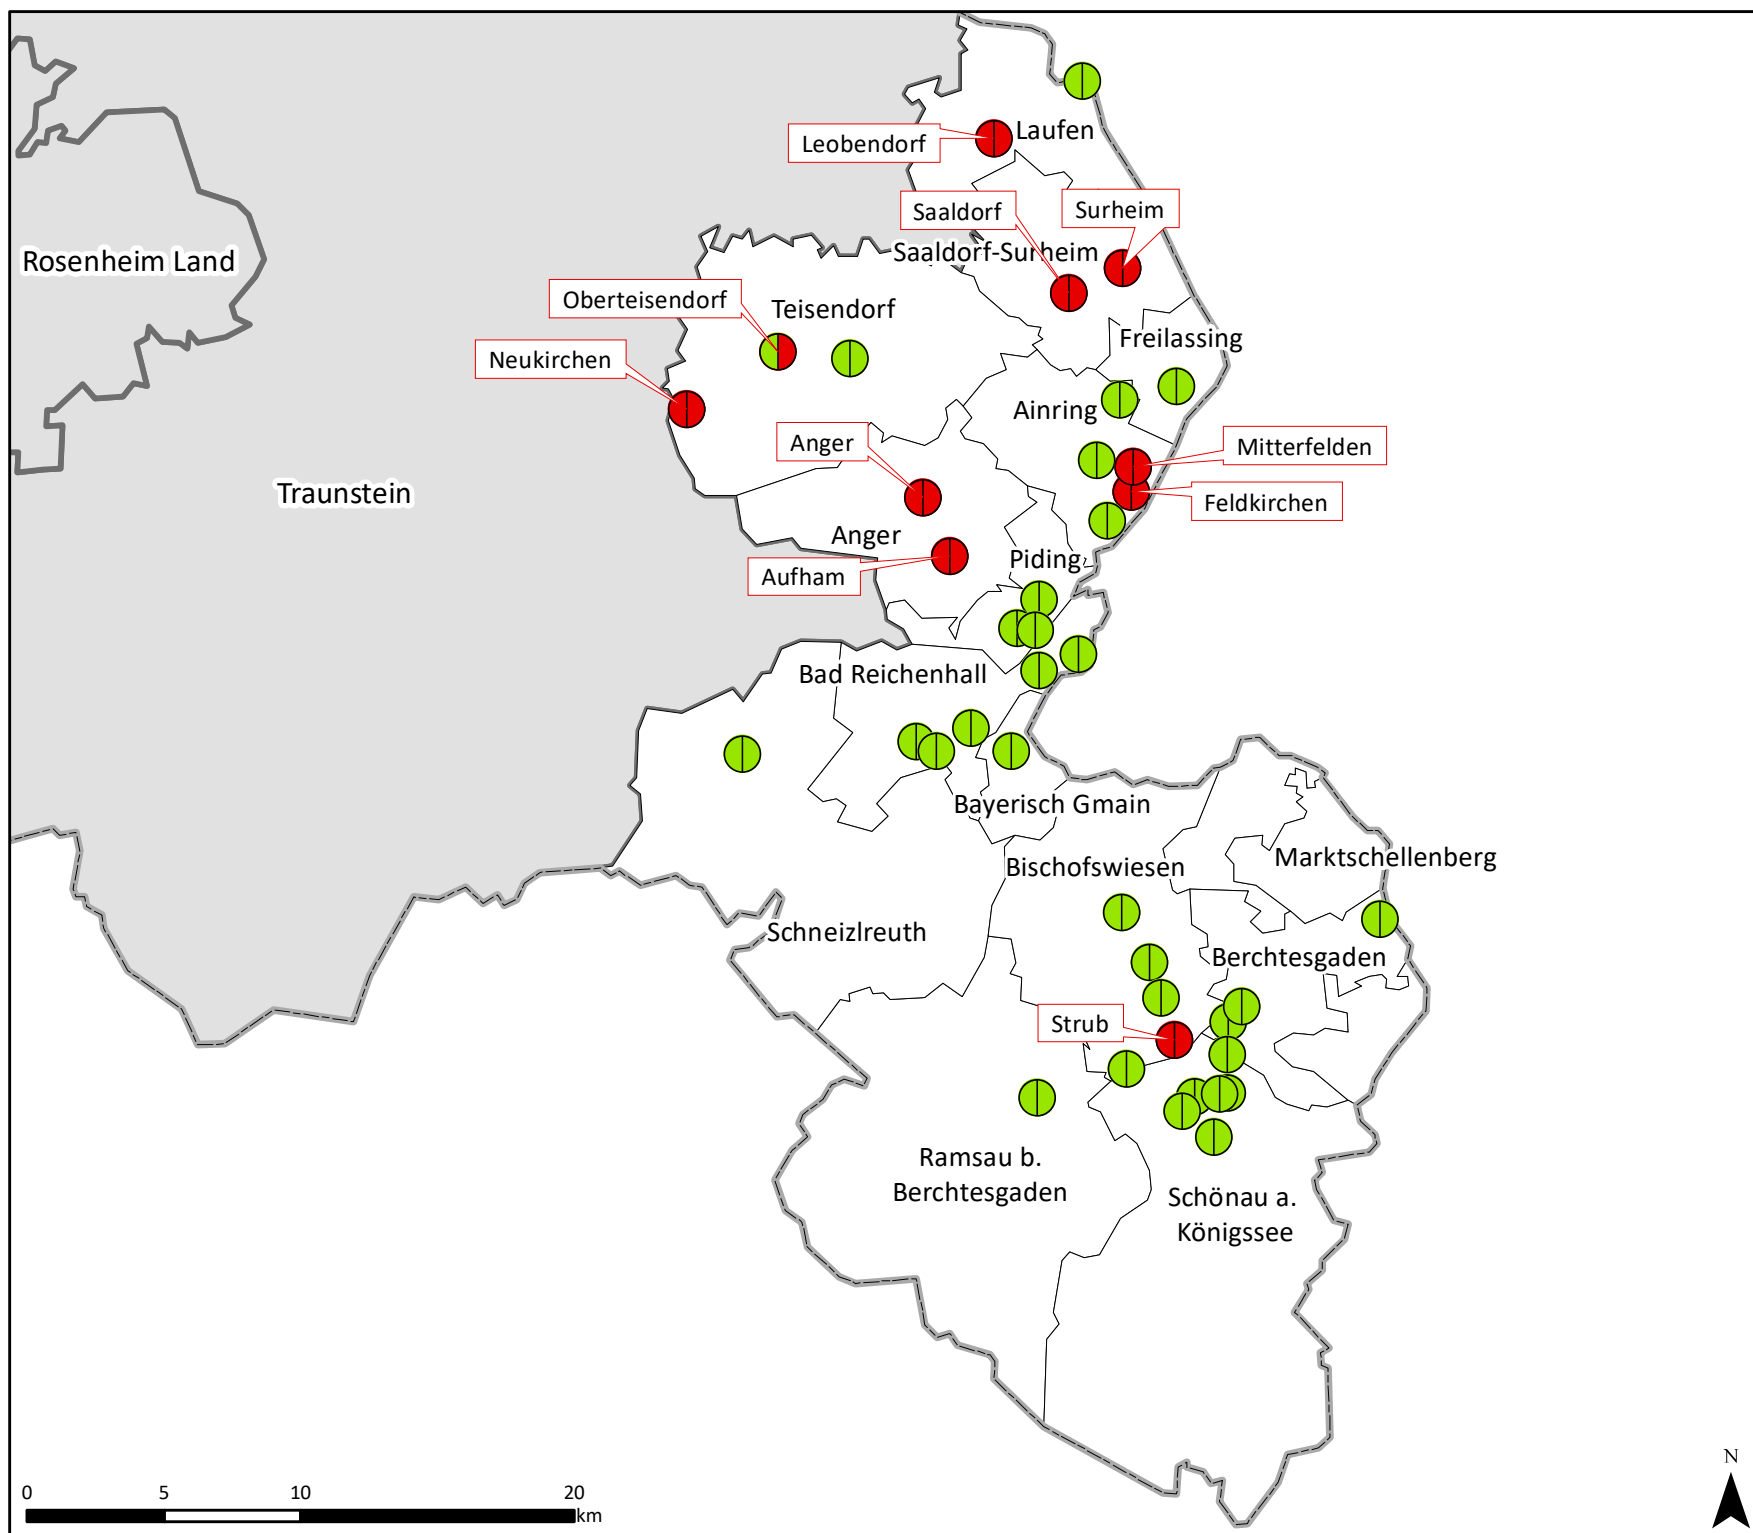 Laufen
Leobendorf
Saaldorf
Surheim
Saaldorf-Surheim
Rosenheim Land
Oberteisendorf
Teisendorf
Freilassing
Neukirchen
Ainring
Anger
Mitterfelden
Traunstein
Feldkirchen
Anger
Piding
Aufham
Bad Reichenhall
Bayerisch Gmain
Bischofswiesen
Marktschellenberg
Schneizlreuth
Berchtesgaden
Strub
Ramsau b.
Berchtesgaden
Schönau a.
Königssee
N
0 5 10 20
km